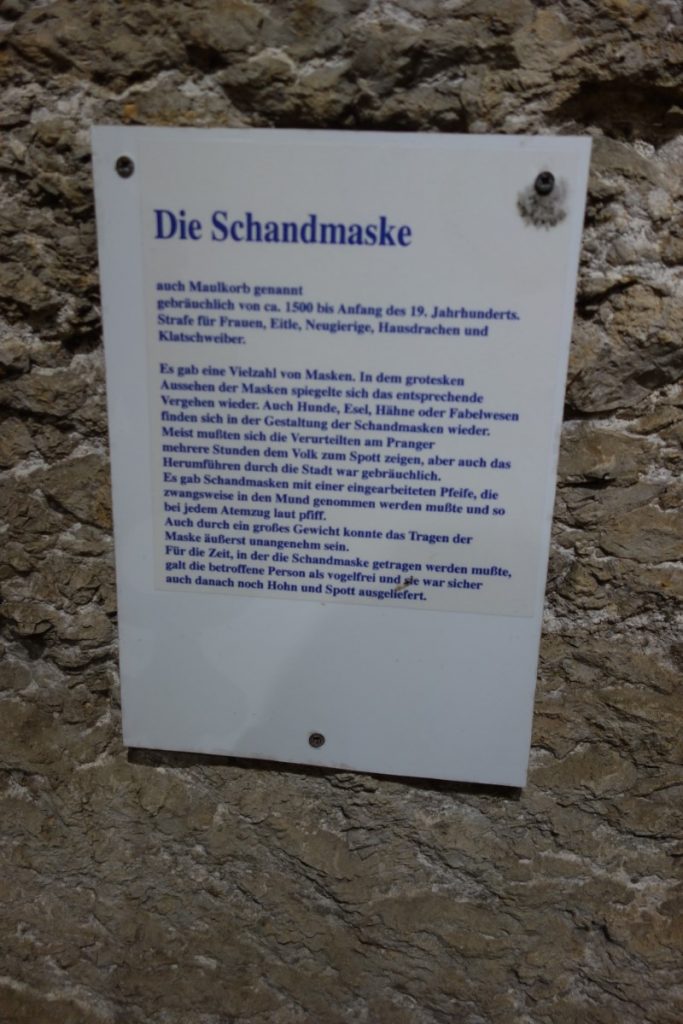 Die Schandmaske
auch Maulkorb genannt
gebräuchlich von ca. 1500 bis Anfang des 19. Jahrhunderts.
Strafe für Frauen, Eitle, Neugierige, Hausdrachen und
Klatschweiber.
Es gab eine Vielzahl von Masken. In dem grotesken
Aussehen der Masken spiegelte sich das entsprechende
Vergehen wieder. Auch Hunde, Esel, Hähne oder Fabelwesen
finden sich in der Gestaltung der Schandmasken wieder.
Meist mußten sich die Verurteilten am Pranger
mehrere Stunden dem Volk zum Spott zeigen, aber auch das
Herumführen durch die Stadt war gebräuchlich.
Es gab Schandmasken mit einer eingearbeiteten Pfeife, die
zwangsweise in den Mund genommen werden mußte und so
bei jedem Atemzug laut pfiff.
Auch durch ein großes Gewicht konnte das Tragen der
Maske äußerst unangenehm sein.
Für die Zeit, in der die Schandmaske getragen werden mußte,
galt die betroffene Person als vogelfrei und sie war sicher
auch danach noch Hohn und Spott ausgeliefert.